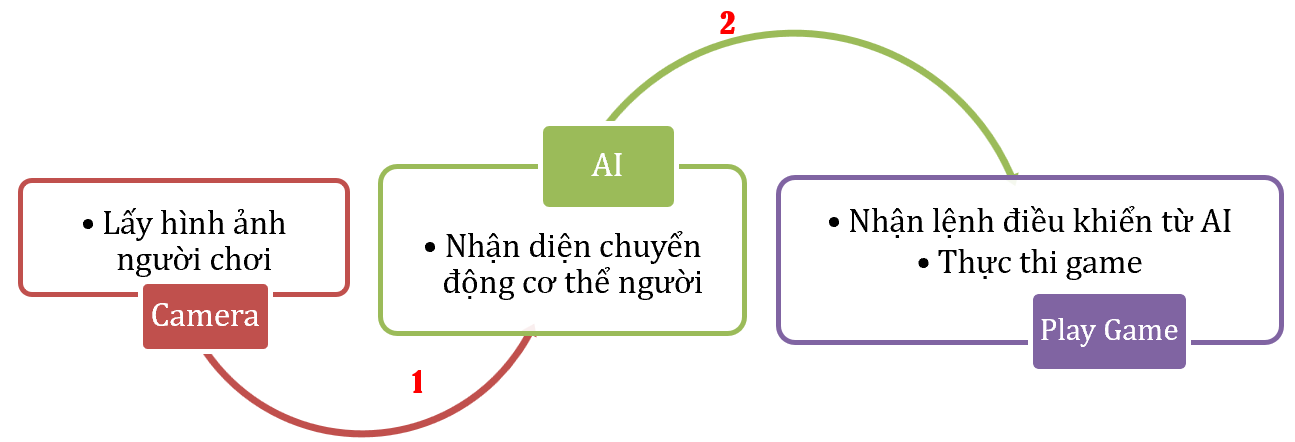 2
AI
• Lấy hình ảnh
người chơi
Camera
1
• Nhận diện chuyển
động cơ thể người
• Nhận lệnh điều khiển từ AI
• Thực thi game
Play Game